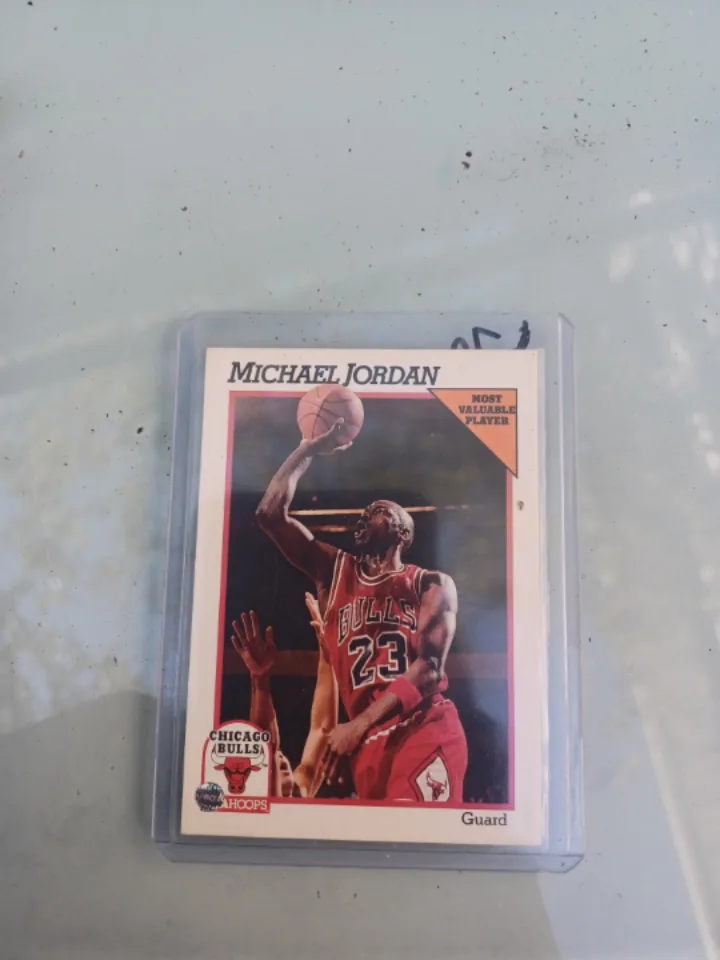 MICHAEL JORDAN
MOST
VALUABLE
PLAYER
BULLS
23
CHICAGO
BULLS
HOOPS
Guard